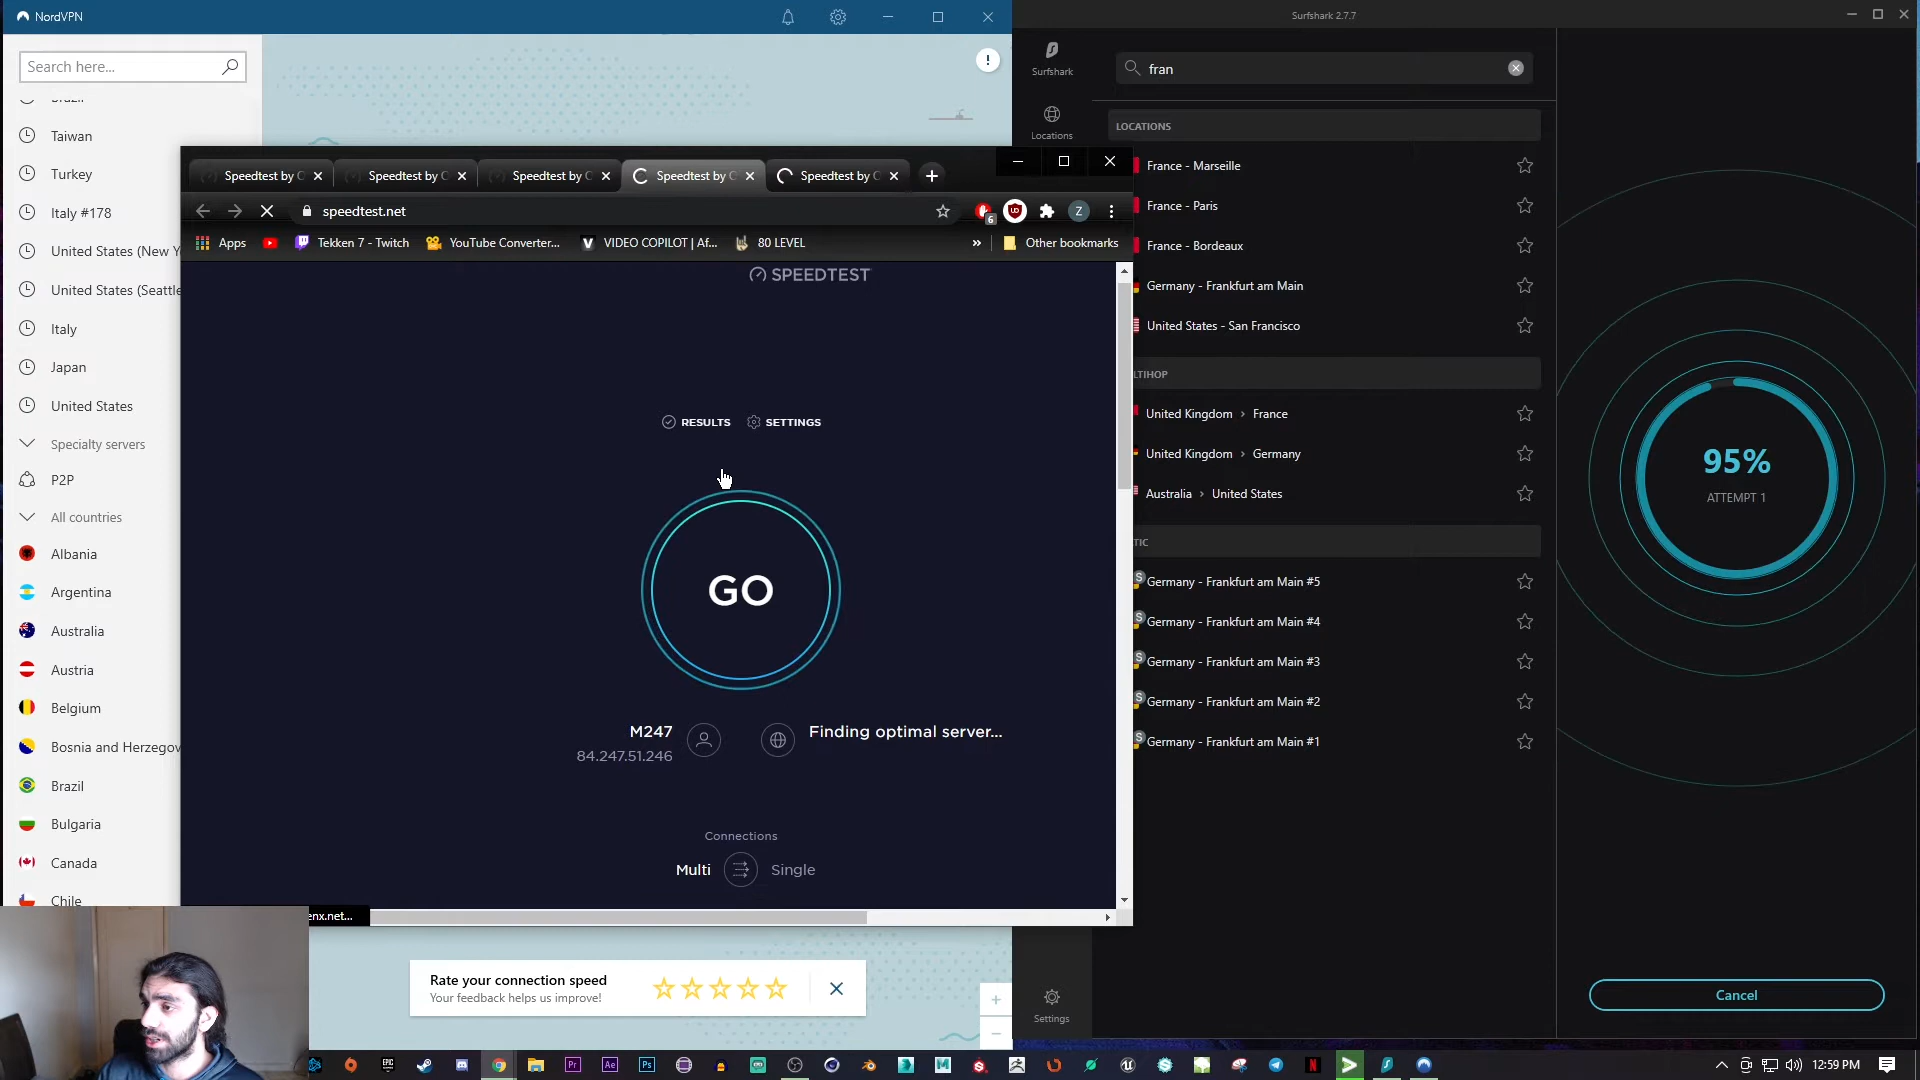 NordVPN
Search here...
Brazil
Taiwan
Turkey
Italy #178
United States (New Y
United States (Seattle
Italy
Japan
United States
Specialty servers
P2P
All countries
Albania
Argentina
Australia
Austria
Belgium
Bosnia and Herzegov
Brazil
Bulgaria
Canada
Chile
Speedtest by O
Speedtest by O
Speedtest by O
Speedtest by O
Speedtest by O
speedtest.net
6
Z
Apps
Tekken 7 - Twitch
YouTube Converter...
VIDEO COPILOT | Af...
80 LEVEL
»
Other bookmarks
SPEEDTEST
RESULTS
SETTINGS
GO
M247
84.247.51.246
Finding optimal server...
Connections
Multi
Single
enx.net...
Rate your connection speed
Your feedback helps us improve!
Surfshark 2.7.7
Surfshark
Locations
Settings
fran
LOCATIONS
France - Marseille
France - Paris
France - Bordeaux
Germany - Frankfurt am Main
United States - San Francisco
LTIHOP
United Kingdom › France
United Kingdom › Germany
Australia › United States
TIC
Germany - Frankfurt am Main #5
Germany - Frankfurt am Main #4
Germany - Frankfurt am Main #3
Germany - Frankfurt am Main #2
Germany - Frankfurt am Main #1
95%
ATTEMPT 1
Cancel
12:59 PM